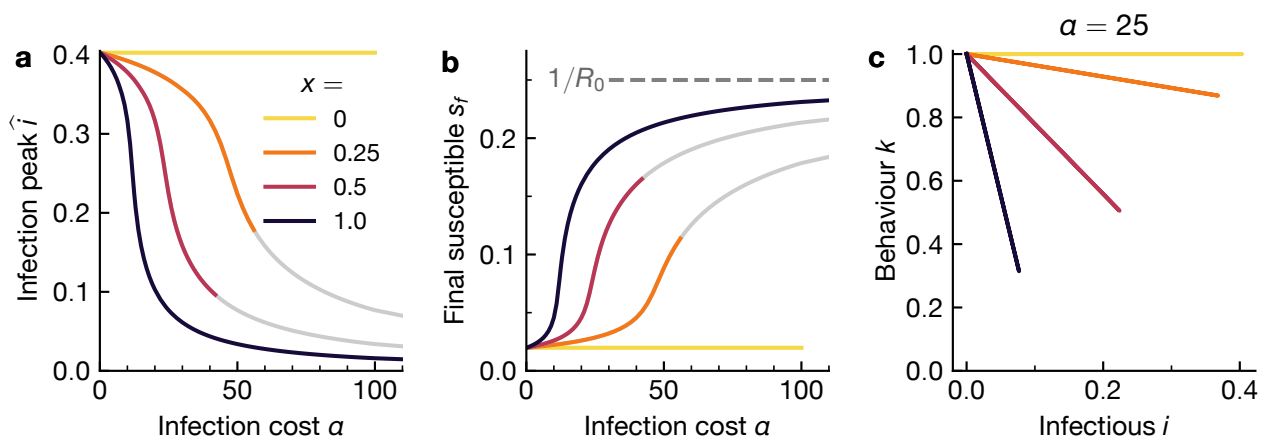 a
0.4
0.3
0.2
0.1
0.0
0
50
100
Infection peak î
Infection cost α
x =
0
0.25
0.5
1.0
b
1/R₀
0.2
0.1
0.0
0
50
100
Final susceptible s_f
Infection cost α
α = 25
c
1.0
0.8
0.6
0.4
0.2
0.0
0.0
0.2
0.4
Behaviour k
Infectious i